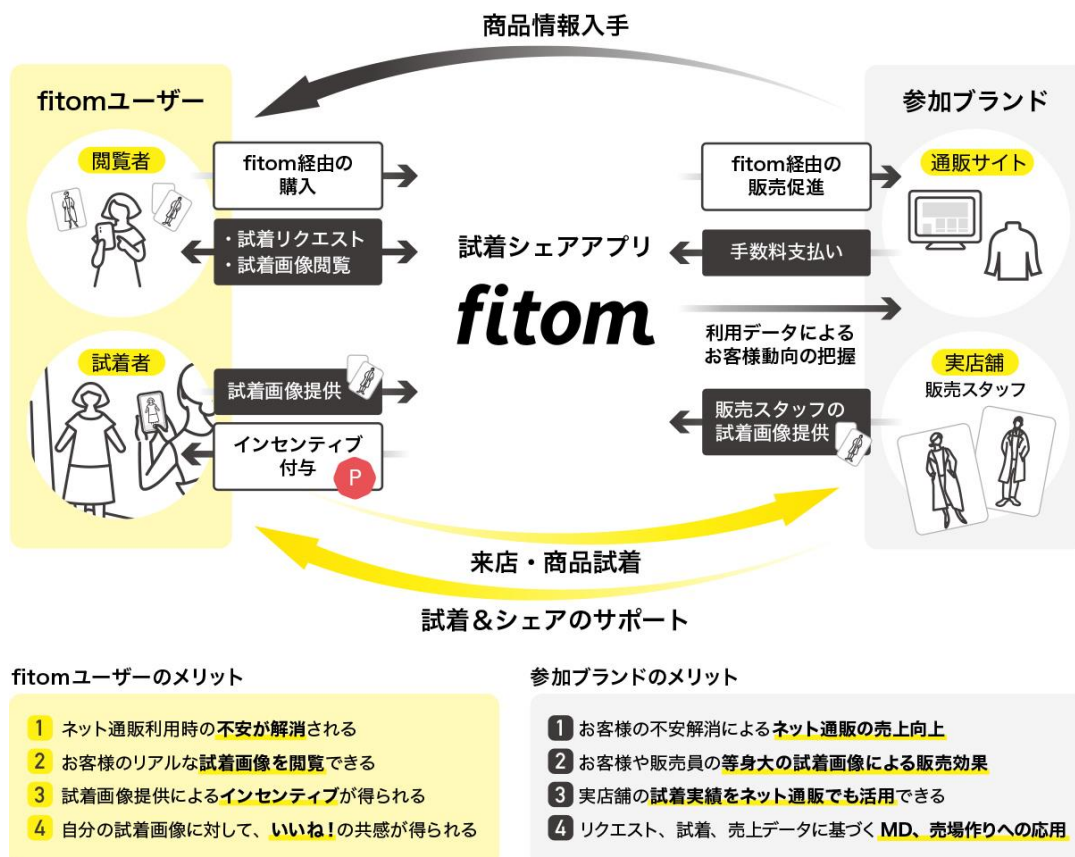 商品情報入手
fitomユーザー
参加ブランド
閲覧者
fitom経由の
購入
・試着リクエスト
・試着画像閲覧
試着者
試着画像提供
インセンティブ
付与
P
試着シェアアプリ
fitom
fitom経由の
販売促進
手数料支払い
利用データによる
お客様動向の把握
販売スタッフの
試着画像提供
通販サイト
実店舗
販売スタッフ
来店・商品試着
試着＆シェアのサポート
fitomユーザーのメリット
1 ネット通販利用時の不安が解消される
2 お客様のリアルな試着画像を閲覧できる
3 試着画像提供によるインセンティブが得られる
4 自分の試着画像に対して、いいね！の共感が得られる
参加ブランドのメリット
1 お客様の不安解消によるネット通販の売上向上
2 お客様や販売員の等身大の試着画像による販売効果
3 実店舗の試着実績をネット通販でも活用できる
4 リクエスト、試着、売上データに基づくMD、売場作りへの応用